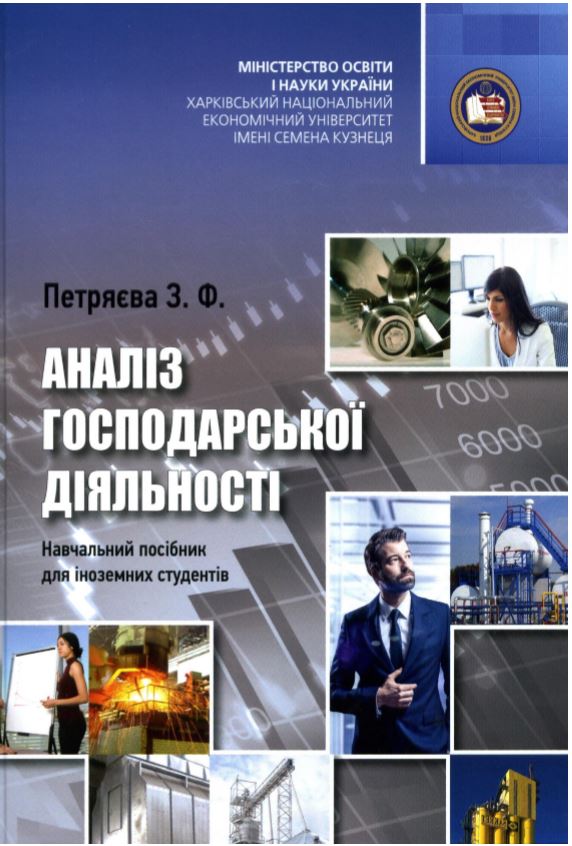 МІНІСТЕРСТВО ОСВІТИ
І НАУКИ УКРАЇНИ
ХАРКІВСЬКИЙ НАЦІОНАЛЬНИЙ
ЕКОНОМІЧНИЙ УНІВЕРСИТЕТ
ІМЕНІ СЕМЕНА КУЗНЕЦЯ
Петряєва З. Ф.
АНАЛІЗ
ГОСПОДАРСЬКОЇ
ДІЯЛЬНОСТІ
Навчальний посібник
для іноземних студентів
7000
6000
5000